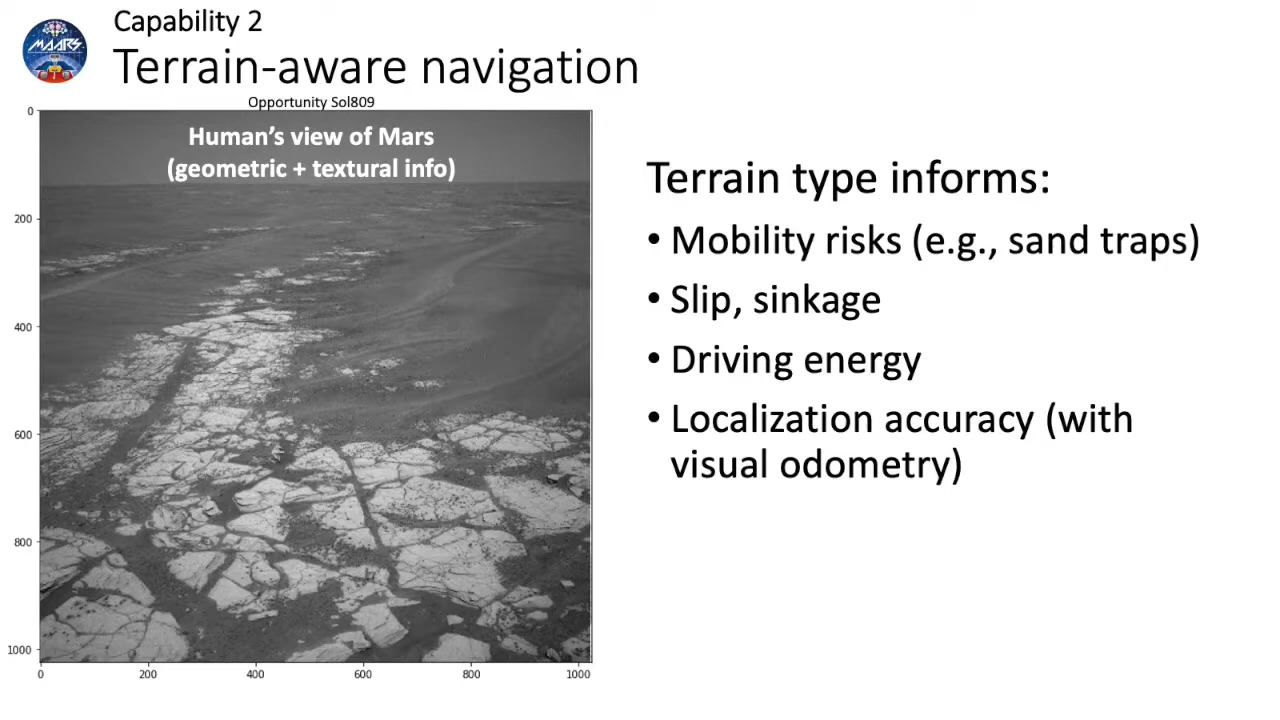 Capability 2
MAARS
Terrain-aware navigation
Opportunity Sol809
Human’s view of Mars
(geometric + textural info)
0
200
400
600
800
1000
0 200 400 600 800 1000
Terrain type informs:
• Mobility risks (e.g., sand traps)
• Slip, sinkage
• Driving energy
• Localization accuracy (with
visual odometry)